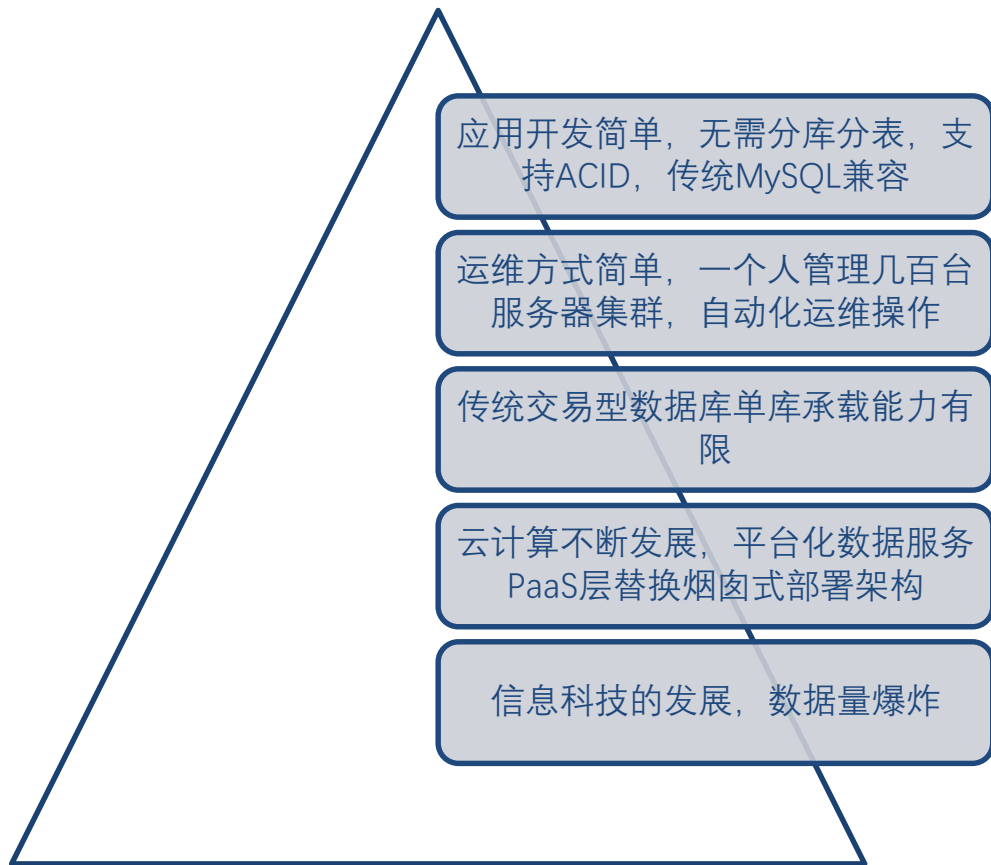 应用开发简单，无需分库分表，支
持ACID，传统MySQL兼容
运维方式简单，一个人管理几百台
服务器集群，自动化运维操作
传统交易型数据库单库承载能力有
限
云计算不断发展，平台化数据服务
PaaS层替换烟囱式部署架构
信息科技的发展，数据量爆炸